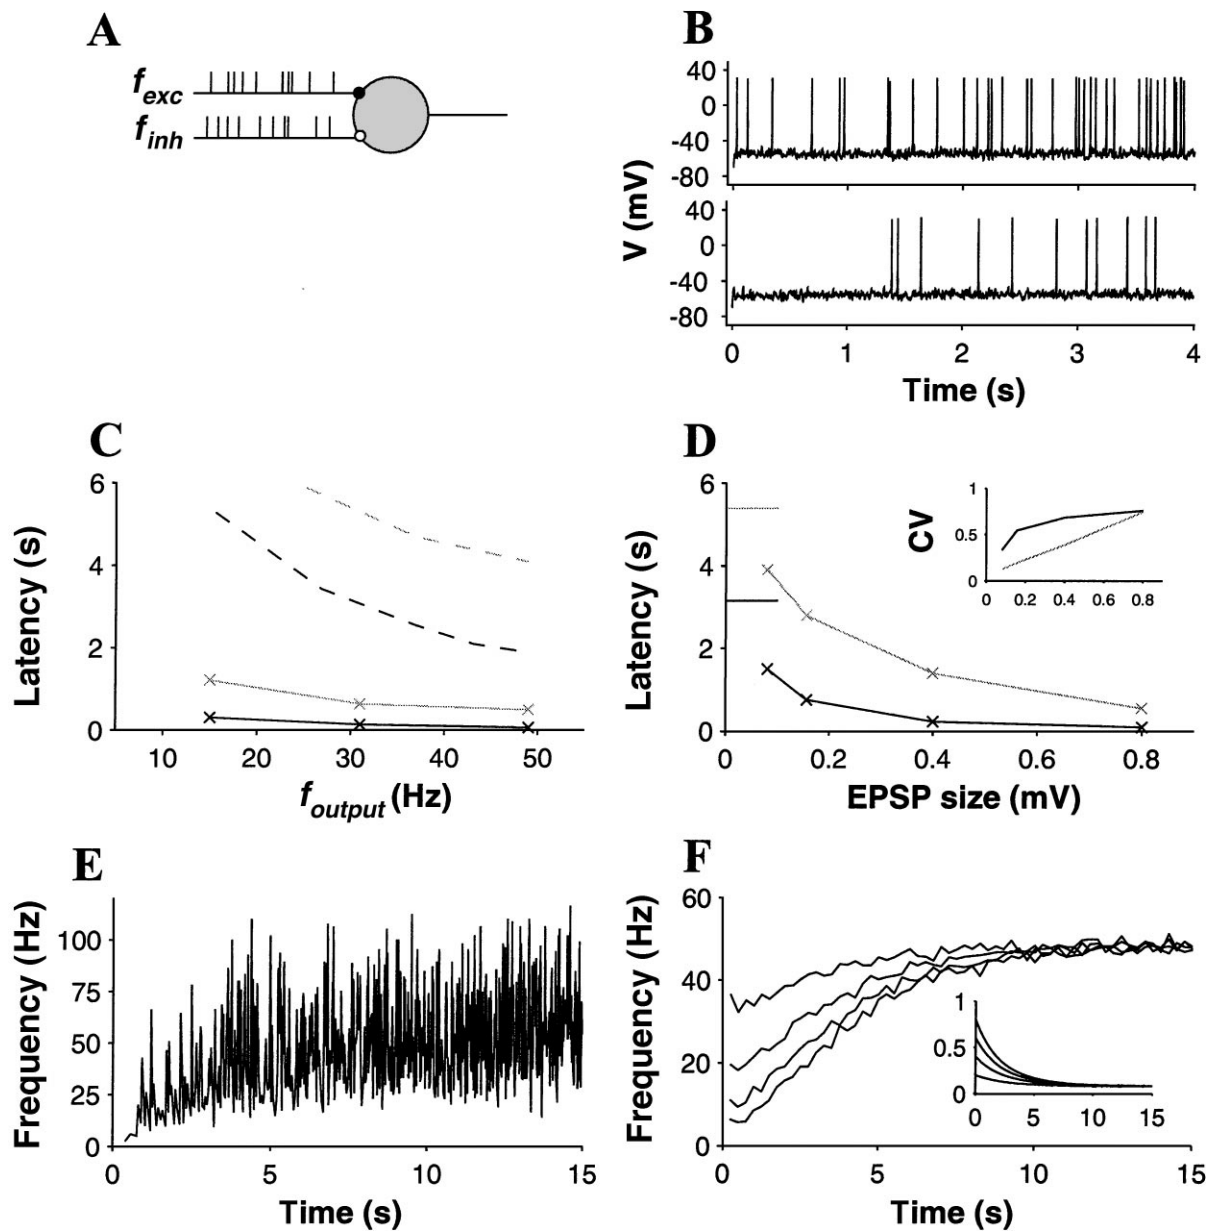 A
f_exc
f_inh
B
V (mV)
40
0
-40
-80
40
0
-40
-80
0 1 2 3 4
Time (s)
C
Latency (s)
6
4
2
0
10 20 30 40 50
f_output (Hz)
D
Latency (s)
6
4
2
0
0 0.2 0.4 0.6 0.8
EPSP size (mV)
CV
1
0.5
0
0 0.2 0.4 0.6 0.8
E
Frequency (Hz)
100
75
50
25
0
0 5 10 15
Time (s)
F
Frequency (Hz)
60
40
20
0
0 5 10 15
Time (s)
1
0.5
0
0 5 10 15